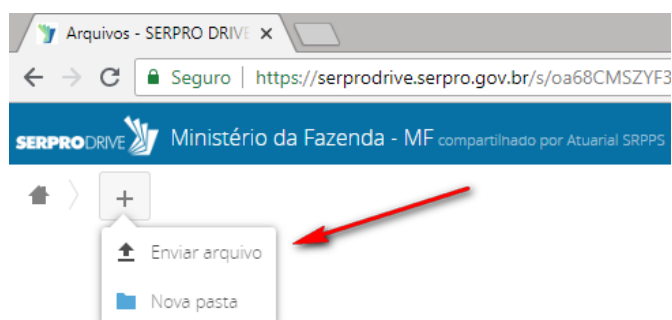 Arquivos - SERPRO DRIVE
Seguro | https://serprodrive.serpro.gov.br/s/oa68CMSZYF3
SERPRODRIVE Ministério da Fazenda - MF compartilhado por Atuarial SRPPS
+
Enviar arquivo
Nova pasta